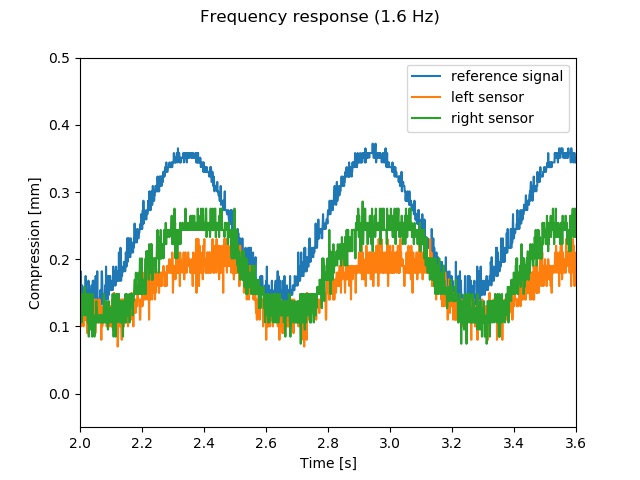 Frequency response (1.6 Hz)
reference signal
left sensor
right sensor
Compression [mm]
0.5
0.4
0.3
0.2
0.1
0.0
2.0 2.2 2.4 2.6 2.8 3.0 3.2 3.4 3.6
Time [s]